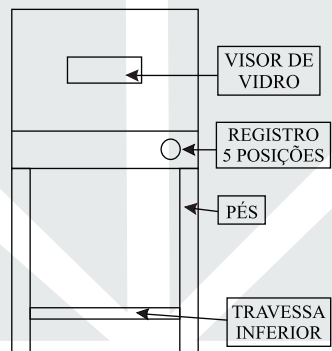 VISOR DE
VIDRO
REGISTRO
5 POSIÇÕES
PÉS
TRAVESSA
INFERIOR